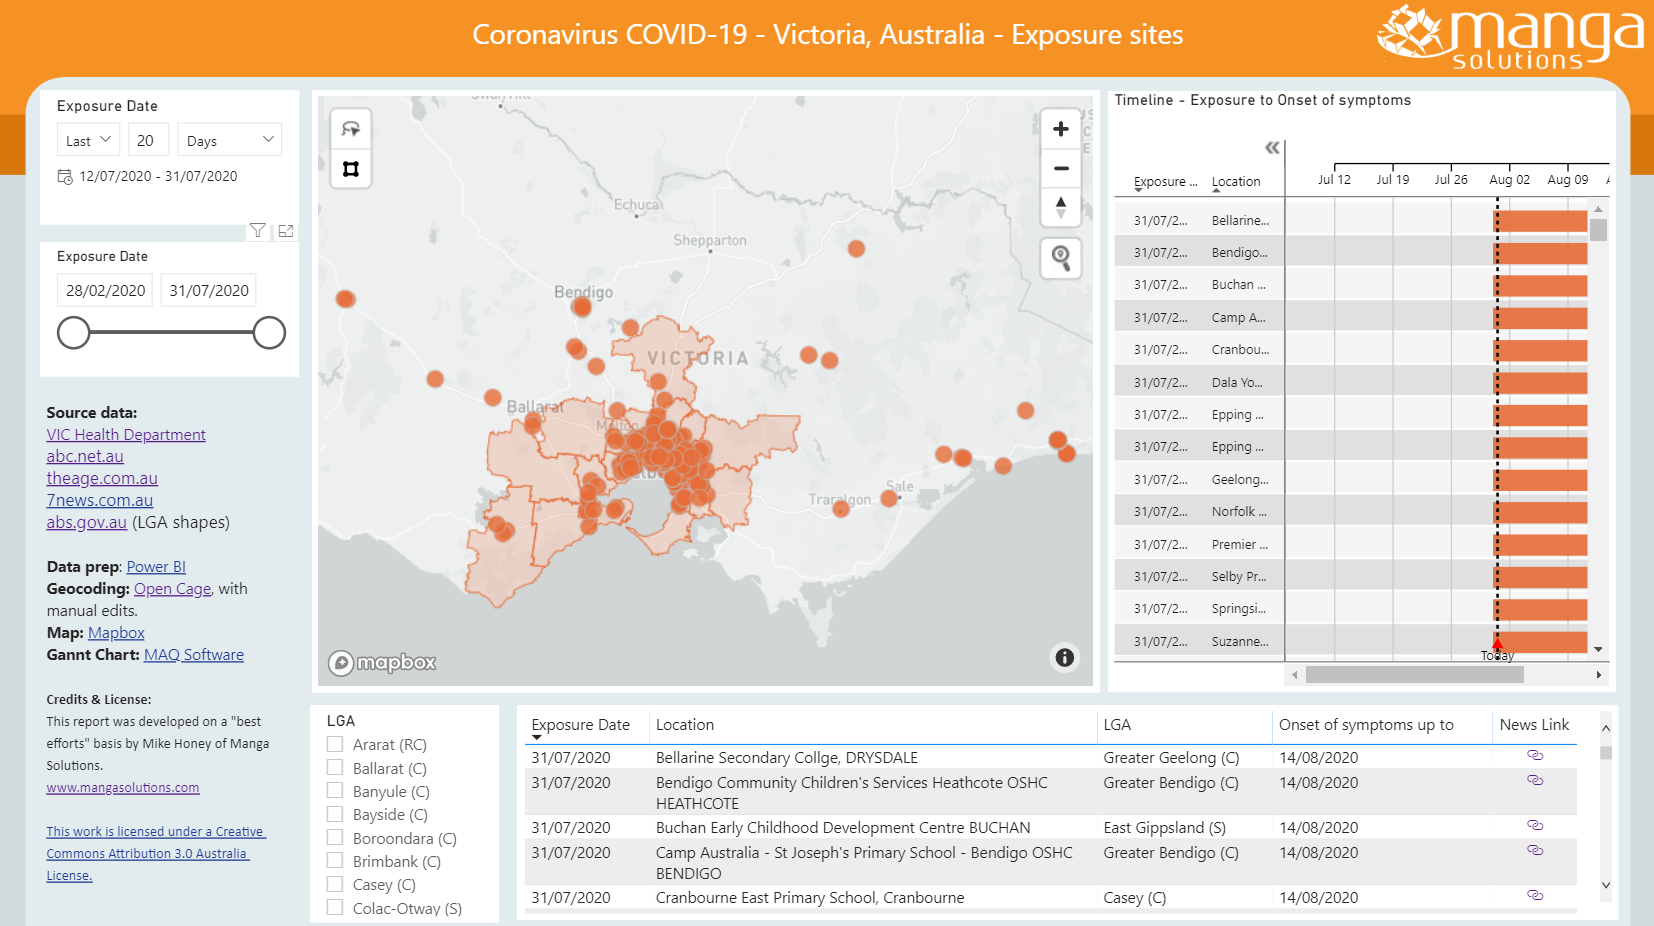 Coronavirus COVID-19 - Victoria, Australia - Exposure sites
manga
solutions
Exposure Date
Last
20
Days
12/07/2020 - 31/07/2020
Exposure Date
28/02/2020
31/07/2020
Source data:
VIC Health Department
abc.net.au
theage.com.au
7news.com.au
abs.gov.au (LGA shapes)
Data prep: Power BI
Geocoding: Open Cage, with
manual edits.
Map: Mapbox
Gannt Chart: MAQ Software
Credits & License:
This report was developed on a "best
efforts" basis by Mike Honey of Manga
Solutions.
www.mangasolutions.com
This work is licensed under a Creative
Commons Attribution 3.0 Australia
License.
Echuca
Shepparton
Bendigo
VICTORIA
Ballarat
Traralgon
Sale
mapbox
Timeline - Exposure to Onset of symptoms
Exposure ... Location
Jul 12 Jul 19 Jul 26 Aug 02 Aug 09
31/07/2... Bellarine...
31/07/2... Bendigo...
31/07/2... Buchan ...
31/07/2... Camp A...
31/07/2... Cranbou...
31/07/2... Dala Yo...
31/07/2... Epping ...
31/07/2... Epping ...
31/07/2... Geelong...
31/07/2... Norfolk ...
31/07/2... Premier ...
31/07/2... Selby Pr...
31/07/2... Springsi...
31/07/2... Suzanne...
Today
LGA
Ararat (RC)
Ballarat (C)
Banyule (C)
Bayside (C)
Boroondara (C)
Brimbank (C)
Casey (C)
Colac-Otway (S)
Exposure Date Location LGA Onset of symptoms up to News Link
31/07/2020 Bellarine Secondary Collge, DRYSDALE Greater Geelong (C) 14/08/2020
31/07/2020 Bendigo Community Children's Services Heathcote OSHC Greater Bendigo (C) 14/08/2020
HEATHCOTE
31/07/2020 Buchan Early Childhood Development Centre BUCHAN East Gippsland (S) 14/08/2020
31/07/2020 Camp Australia - St Joseph's Primary School - Bendigo OSHC Greater Bendigo (C) 14/08/2020
BENDIGO
31/07/2020 Cranbourne East Primary School, Cranbourne Casey (C) 14/08/2020